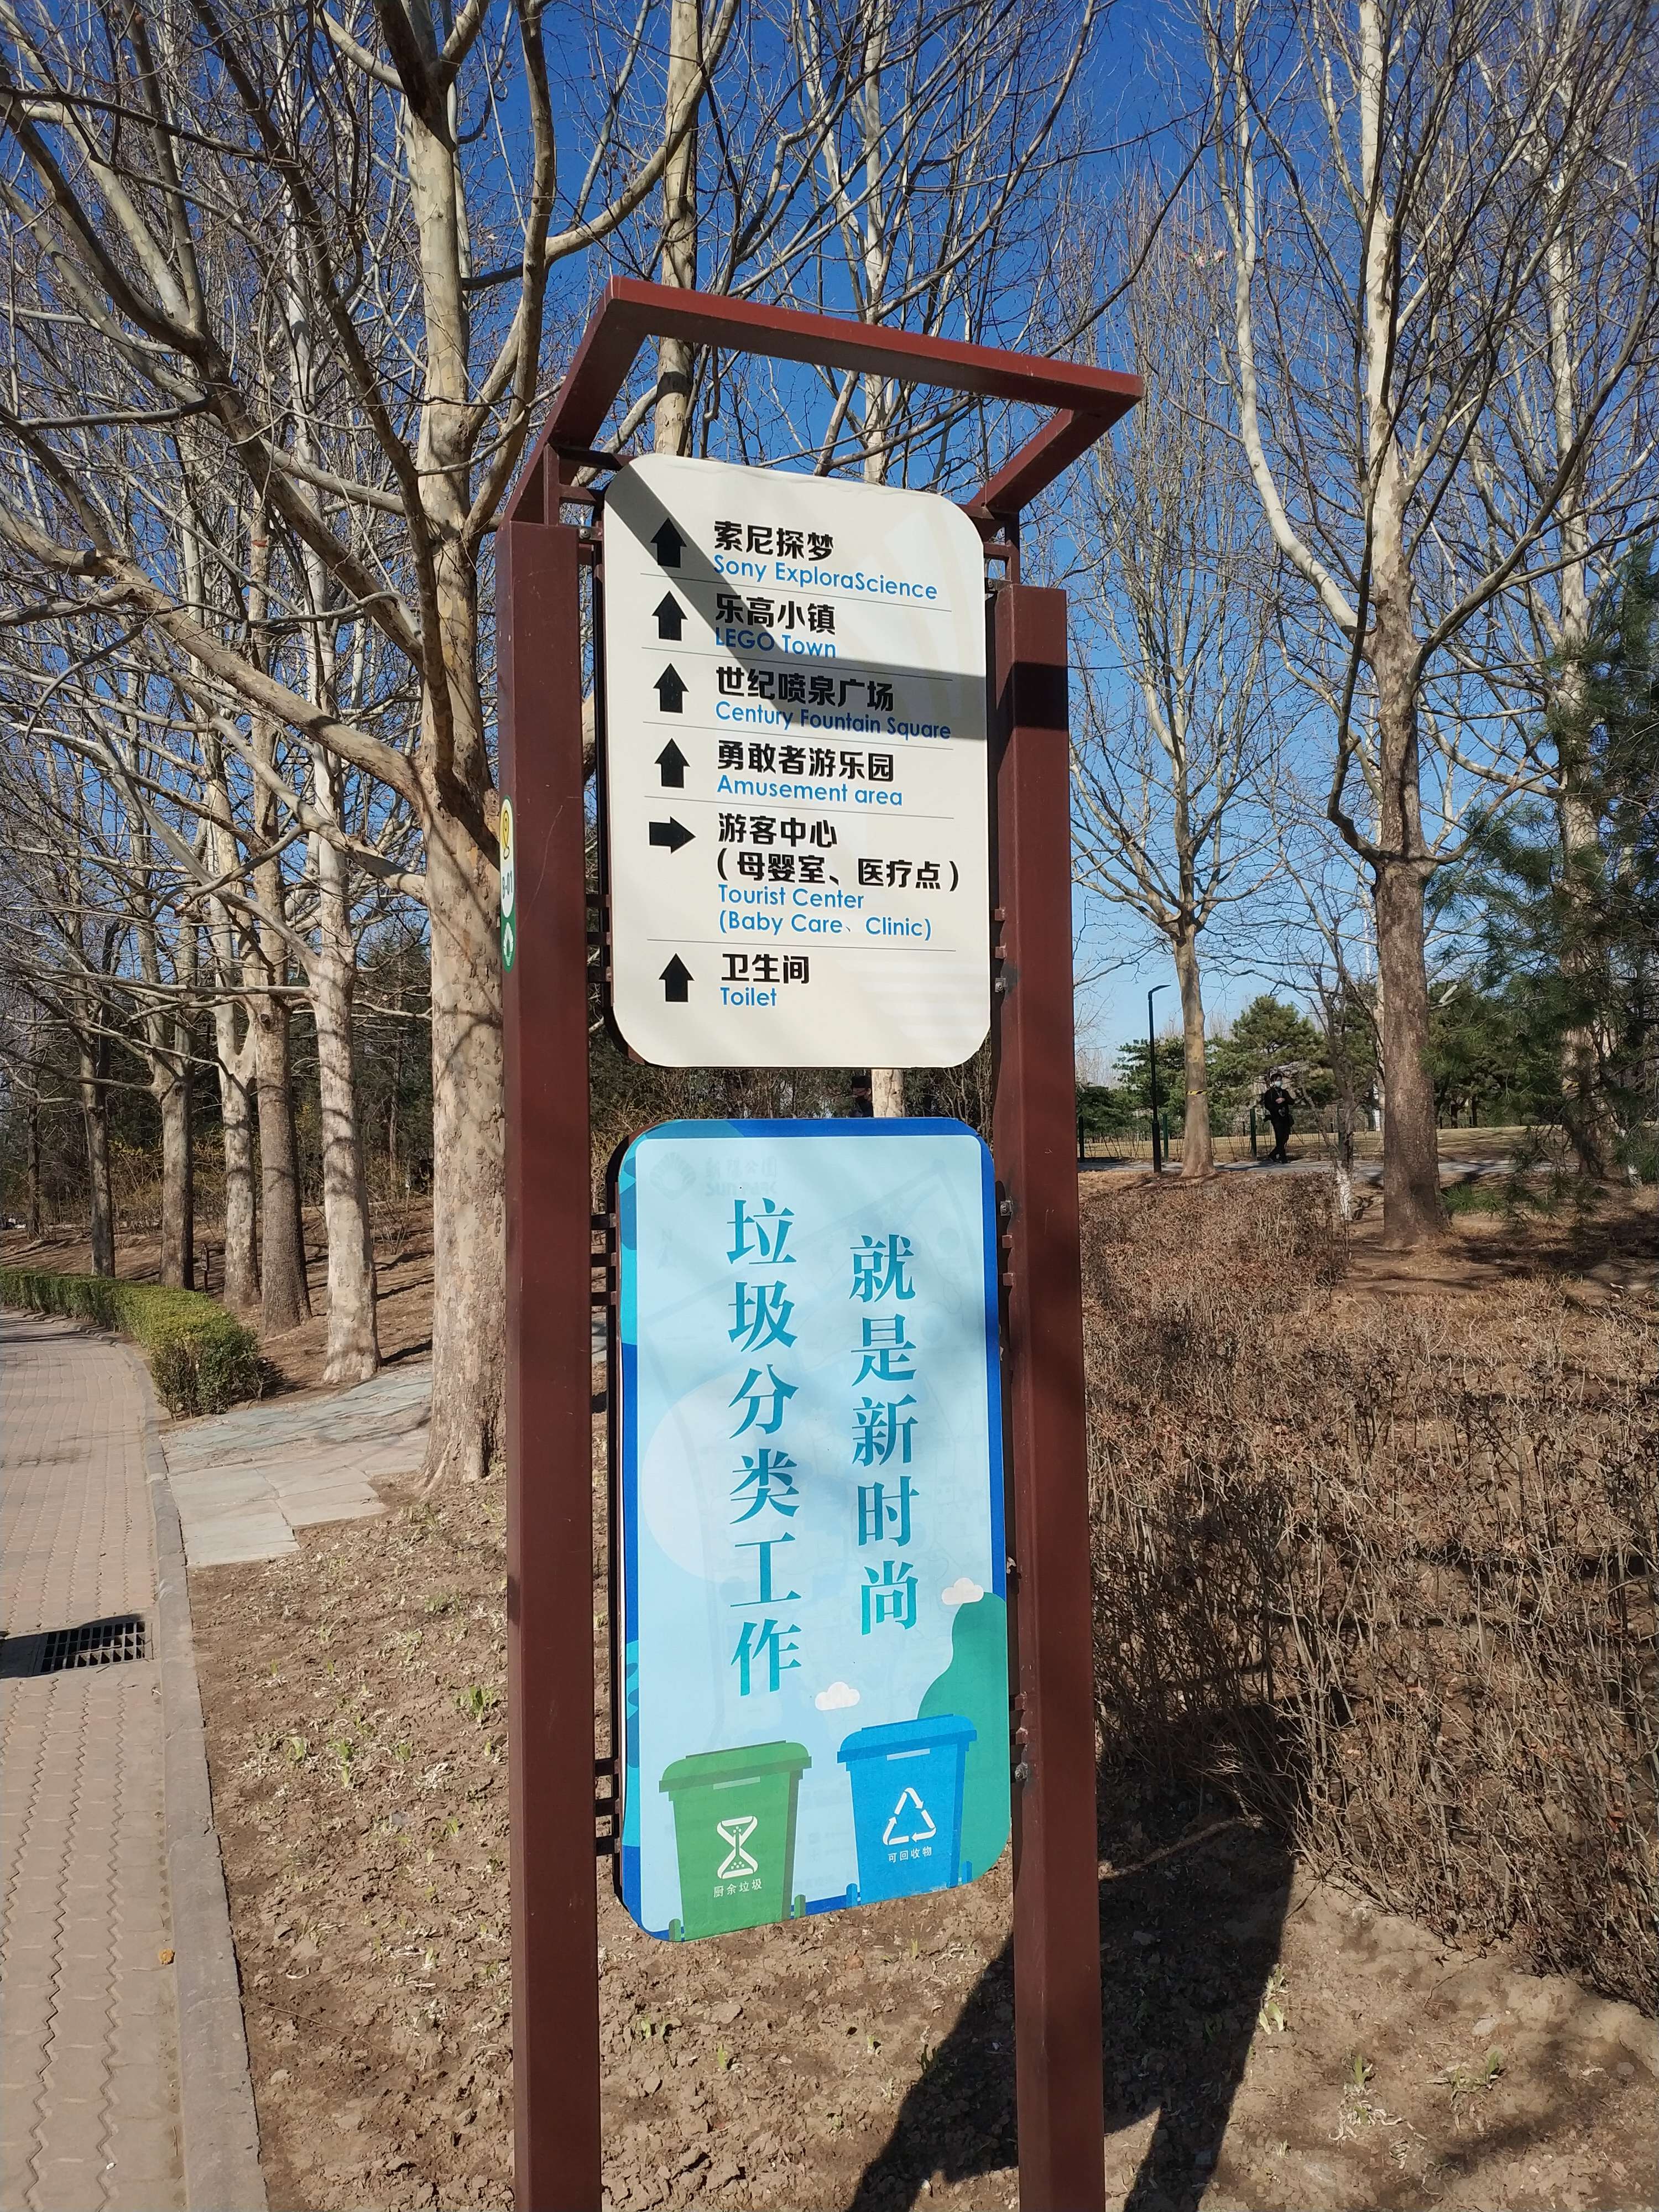 索尼探梦
Sony ExploraScience
乐高小镇
LEGO Town
世纪喷泉广场
Century Fountain Square
勇敢者游乐园
Amusement area
游客中心
（母婴室、医疗点）
Tourist Center
(Baby Care、Clinic)
卫生间
Toilet
垃圾分类工作
就是新时尚
厨余垃圾
可回收物